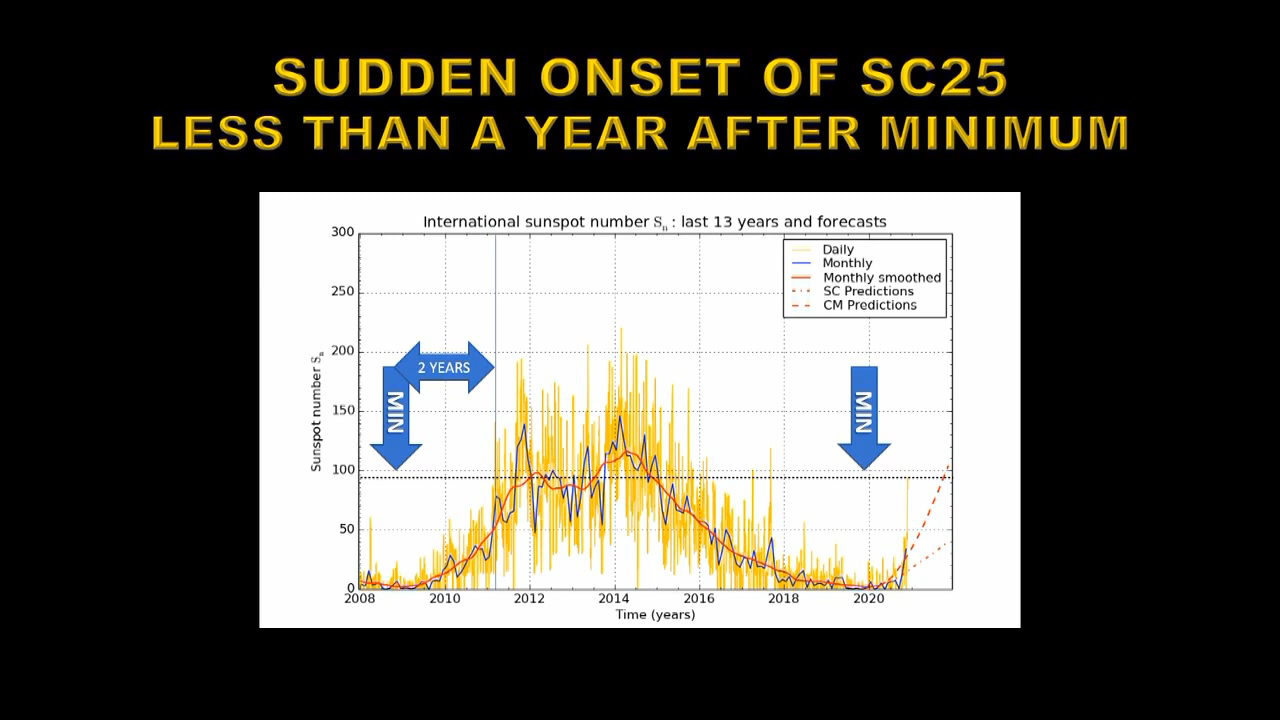 SUDDEN ONSET OF SC25
LESS THAN A YEAR AFTER MINIMUM
International sunspot number Sn : last 13 years and forecasts
300
250
200
150
100
50
0
Sunspot number Sn
Daily
Monthly
Monthly smoothed
SC Predictions
CM Predictions
2 YEARS
MIN
MIN
2008 2010 2012 2014 2016 2018 2020
Time (years)